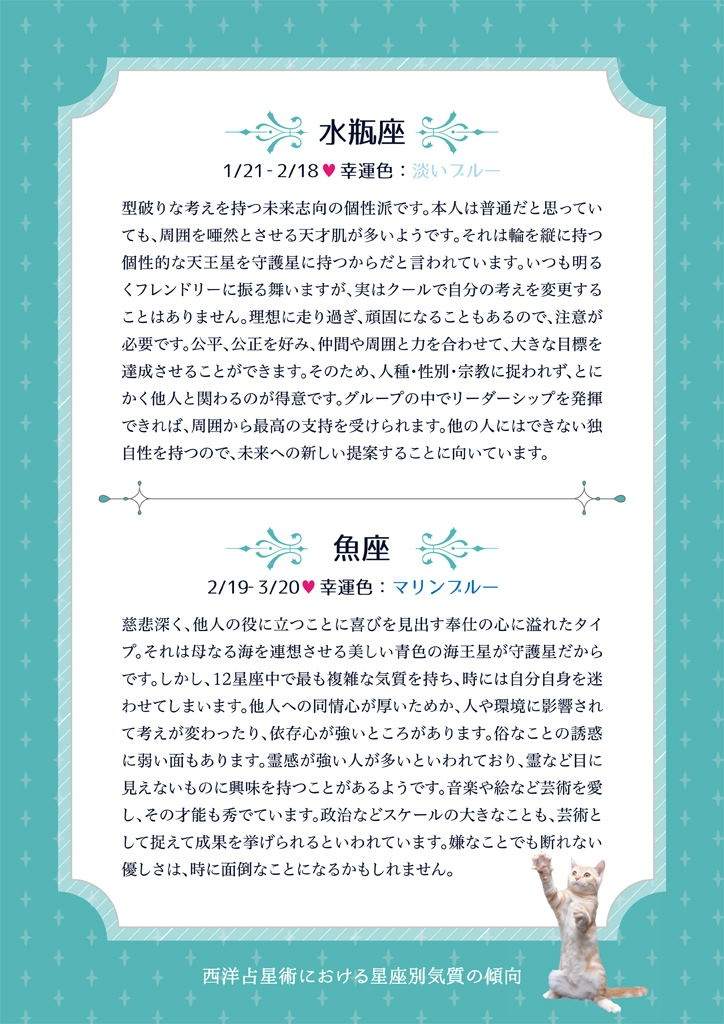 水瓶座
1/21 - 2/18♥幸運色：淡いブルー
型破りな考えを持つ未来志向の個性派です。本人は普通だと思ってい
ても、周囲を唖然とさせる天才肌が多いようです。それは輪を縦に持つ
個性的な天王星を守護星に持つからだと言われています。いつも明る
くフレンドリーに振る舞いますが、実はクールで自分の考えを変更する
ことはありません。理想に走り過ぎ、頑固になることもあるので、注意が
必要です。公平、公正を好み、仲間や周囲と力を合わせて、大きな目標を
達成させることができます。そのため、人種・性別・宗教に捉われず、とに
かく他人と関わるのが得意です。グループの中でリーダーシップを発揮
できれば、周囲から最高の支持を受けられます。他の人にはできない独
自性を持つので、未来への新しい提案することに向いています。
魚座
2/19- 3/20♥幸運色：マリンブルー
慈悲深く、他人の役に立つことに喜びを見出す奉仕の心に溢れたタイ
プ。それは母なる海を連想させる美しい青色の海王星が守護星だから
です。しかし、12星座中で最も複雑な気質を持ち、時には自分自身を迷
わせてしまいます。他人への同情心が厚いためか、人や環境に影響され
て考えが変わったり、依存心が強いところがあります。俗なことの誘惑
に弱い面もあります。霊感が強い人が多いといわれており、霊など目に
見えないものに興味を持つことがあるようです。音楽や絵など芸術を愛
し、その才能も秀でています。政治などスケールの大きなことも、芸術と
して捉えて成果を挙げられるといわれています。嫌なことでも断れない
優しさは、時に面倒なことになるかもしれません。
西洋占星術における星座別気質の傾向